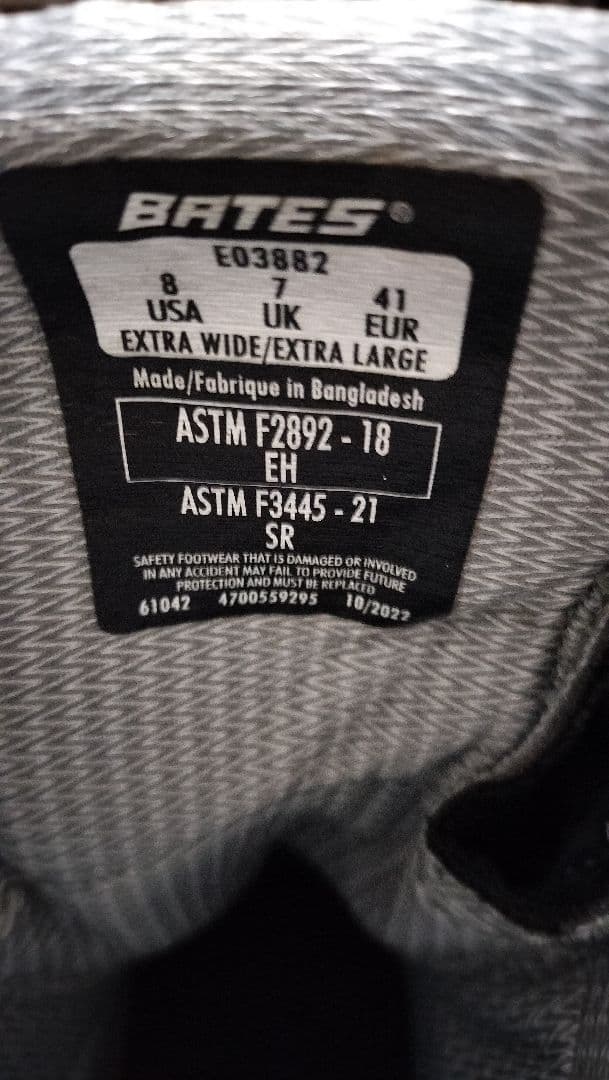 BATES®
E03882
8 7 41
USA UK EUR
EXTRA WIDE/EXTRA LARGE
Made/Fabrique in Bangladesh
ASTM F2892 - 18
EH
ASTM F3445 - 21
SR
SAFETY FOOTWEAR THAT IS DAMAGED OR INVOLVED
IN ANY ACCIDENT MAY FAIL TO PROVIDE FUTURE
PROTECTION AND MUST BE REPLACED
61042 4700559295 10/2022